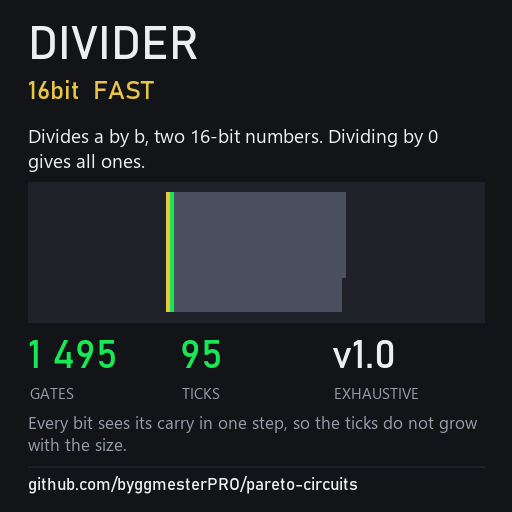 DIVIDER
16bit FAST
Divides a by b, two 16-bit numbers. Dividing by 0
gives all ones.
1 495 95 v1.0
GATES TICKS EXHAUSTIVE
Every bit sees its carry in one step, so the ticks do not grow
with the size.
github.com/byggmesterPRO/pareto-circuits